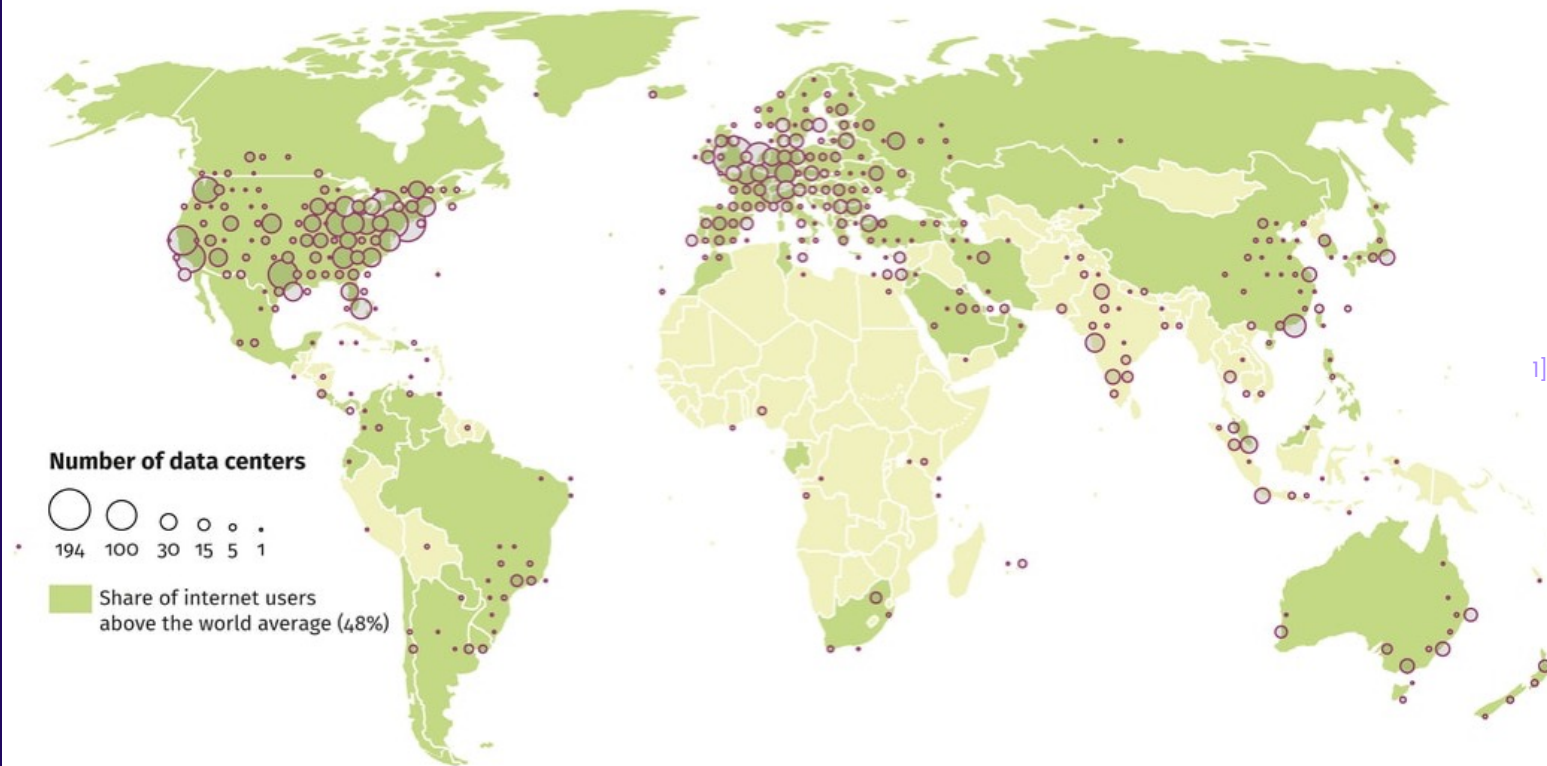 1]
Number of data centers
194 100 30 15 5 1
Share of internet users
above the world average (48%)